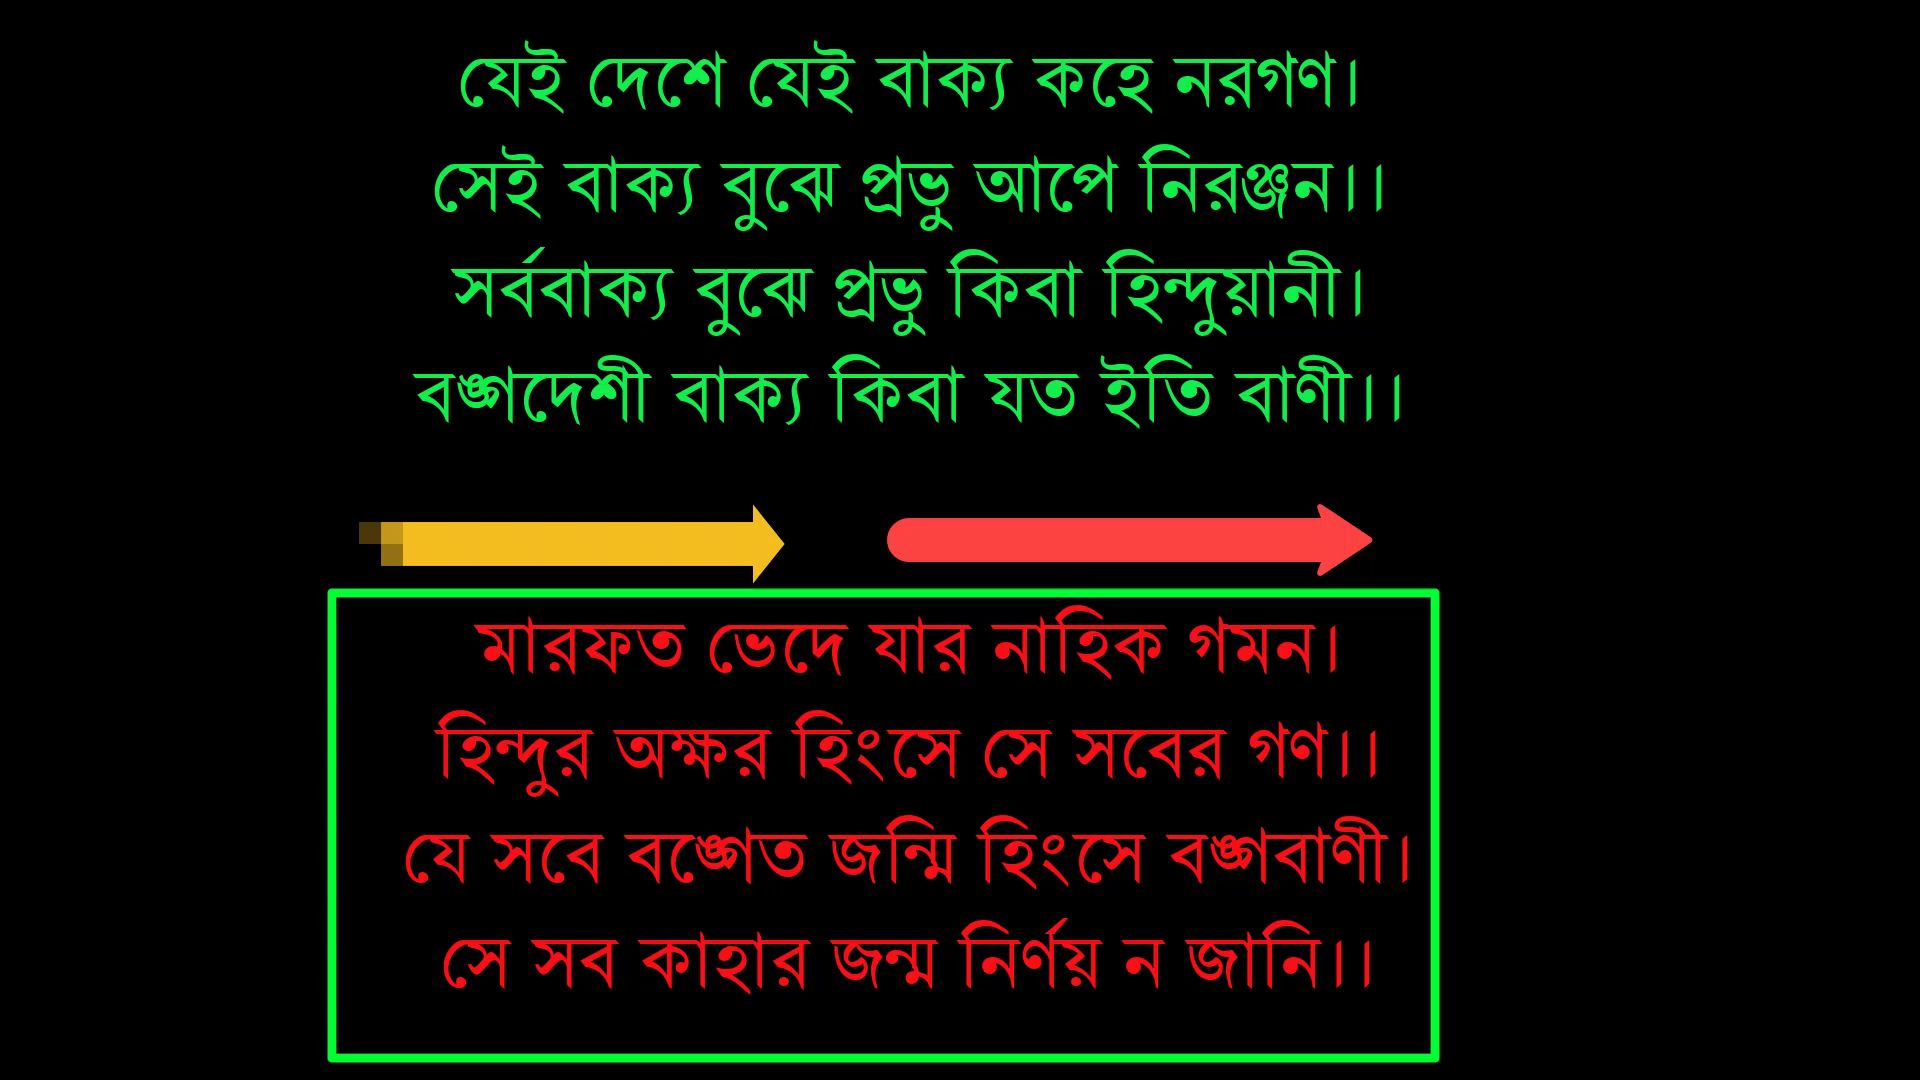 যেই দেশে যেই বাক্য কহে নরগণ।
সেই বাক্য বুঝে প্রভু আপে নিরঞ্জন।।
সর্ববাক্য বুঝে প্রভু কিবা হিন্দুয়ানী।
বঙ্গদেশী বাক্য কিবা যত ইতি বাণী।।
মারফত ভেদে যার নাহিক গমন।
হিন্দুর অক্ষর হিংসে সে সবের গণ।।
যে সবে বঙ্গেত জন্মি হিংসে বঙ্গবাণী।
সে সব কাহার জন্ম নির্ণয় ন জানি।।